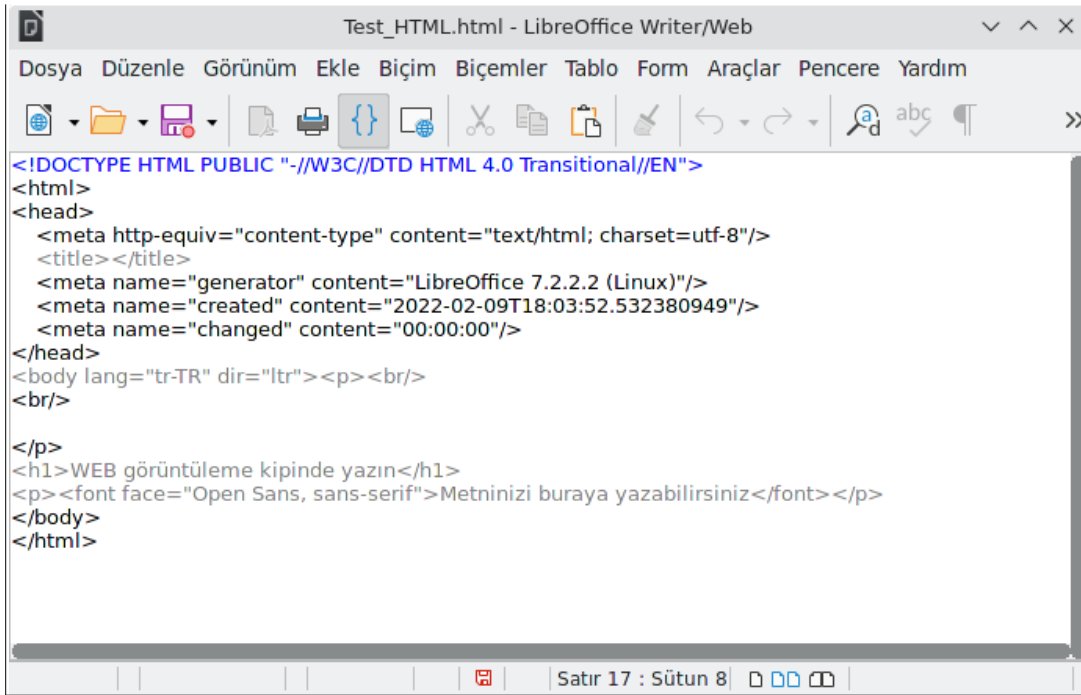 Test_HTML.html - LibreOffice Writer/Web
Dosya Düzenle Görünüm Ekle Biçim Biçemler Tablo Form Araçlar Pencere Yardım
abc
<!DOCTYPE HTML PUBLIC "-//W3C//DTD HTML 4.0 Transitional//EN">
<html>
<head>
<meta http-equiv="content-type" content="text/html; charset=utf-8"/>
<title></title>
<meta name="generator" content="LibreOffice 7.2.2.2 (Linux)"/>
<meta name="created" content="2022-02-09T18:03:52.532380949"/>
<meta name="changed" content="00:00:00"/>
</head>
<body lang="tr-TR" dir="ltr"><p><br/>
<br/>
</p>
<h1>WEB görüntüleme kipinde yazın</h1>
<p><font face="Open Sans, sans-serif">Metninizi buraya yazabilirsiniz</font></p>
</body>
</html>
Satır 17 : Sütun 8